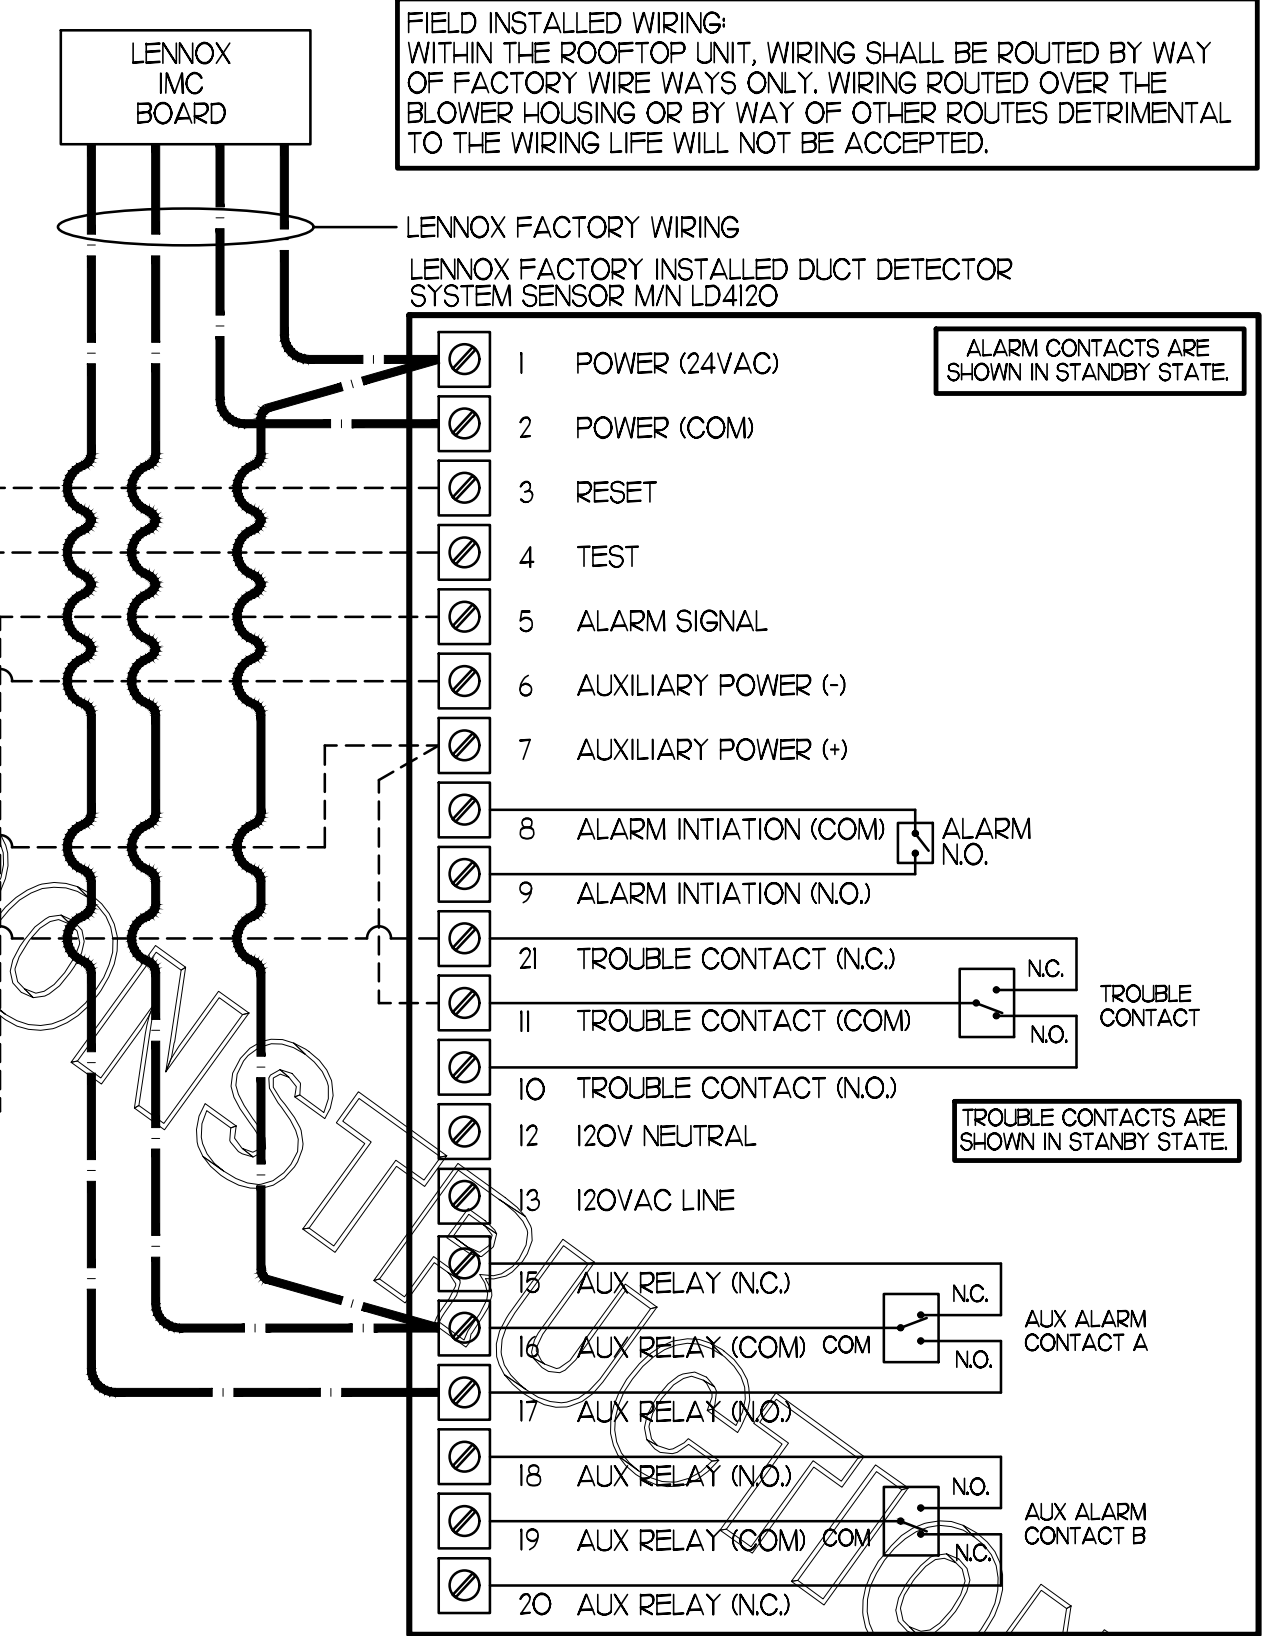 LENNOX
IMC
BOARD
FIELD INSTALLED WIRING:
WITHIN THE ROOFTOP UNIT, WIRING SHALL BE ROUTED BY WAY
OF FACTORY WIRE WAYS ONLY. WIRING ROUTED OVER THE
BLOWER HOUSING OR BY WAY OF OTHER ROUTES DETRIMENTAL
TO THE WIRING LIFE WILL NOT BE ACCEPTED.
LENNOX FACTORY WIRING
LENNOX FACTORY INSTALLED DUCT DETECTOR
SYSTEM SENSOR M/N LD4120
ALARM CONTACTS ARE
SHOWN IN STANDBY STATE.
1 POWER (24VAC)
2 POWER (COM)
3 RESET
4 TEST
5 ALARM SIGNAL
6 AUXILIARY POWER (-)
7 AUXILIARY POWER (+)
8 ALARM INTIATION (COM)
ALARM
N.O.
9 ALARM INTIATION (N.O.)
21 TROUBLE CONTACT (N.C.)
N.C.
TROUBLE
CONTACT
11 TROUBLE CONTACT (COM)
N.O.
10 TROUBLE CONTACT (N.O.)
TROUBLE CONTACTS ARE
SHOWN IN STANBY STATE.
12 120V NEUTRAL
13 120VAC LINE
15 AUX RELAY (N.C.)
N.C.
AUX ALARM
CONTACT A
16 AUX RELAY (COM) COM
N.O.
17 AUX RELAY (N.O.)
18 AUX RELAY (N.O.)
N.O.
AUX ALARM
CONTACT B
19 AUX RELAY (COM) COM
N.C.
20 AUX RELAY (N.C.)
ONSTRUCTION